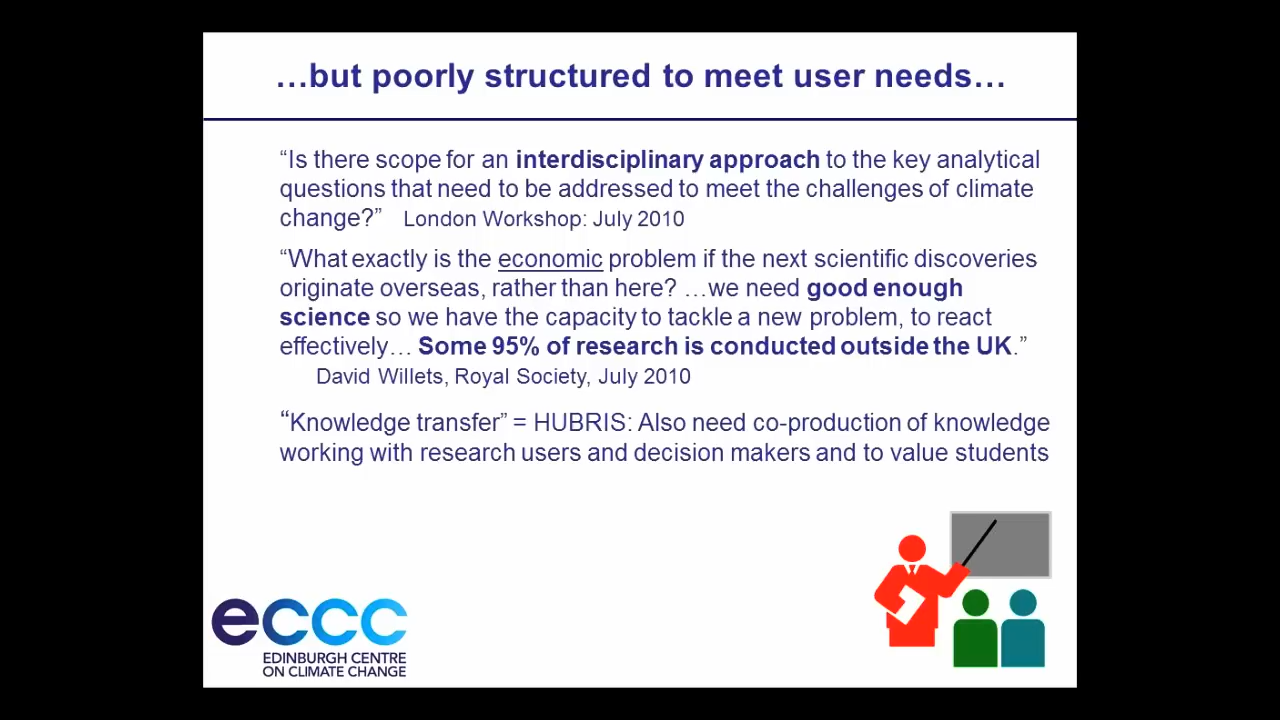 …but poorly structured to meet user needs…
“Is there scope for an interdisciplinary approach to the key analytical
questions that need to be addressed to meet the challenges of climate
change?” London Workshop: July 2010
“What exactly is the economic problem if the next scientific discoveries
originate overseas, rather than here? …we need good enough
science so we have the capacity to tackle a new problem, to react
effectively… Some 95% of research is conducted outside the UK.”
David Willets, Royal Society, July 2010
“Knowledge transfer” = HUBRIS: Also need co-production of knowledge
working with research users and decision makers and to value students
eccc
EDINBURGH CENTRE
ON CLIMATE CHANGE